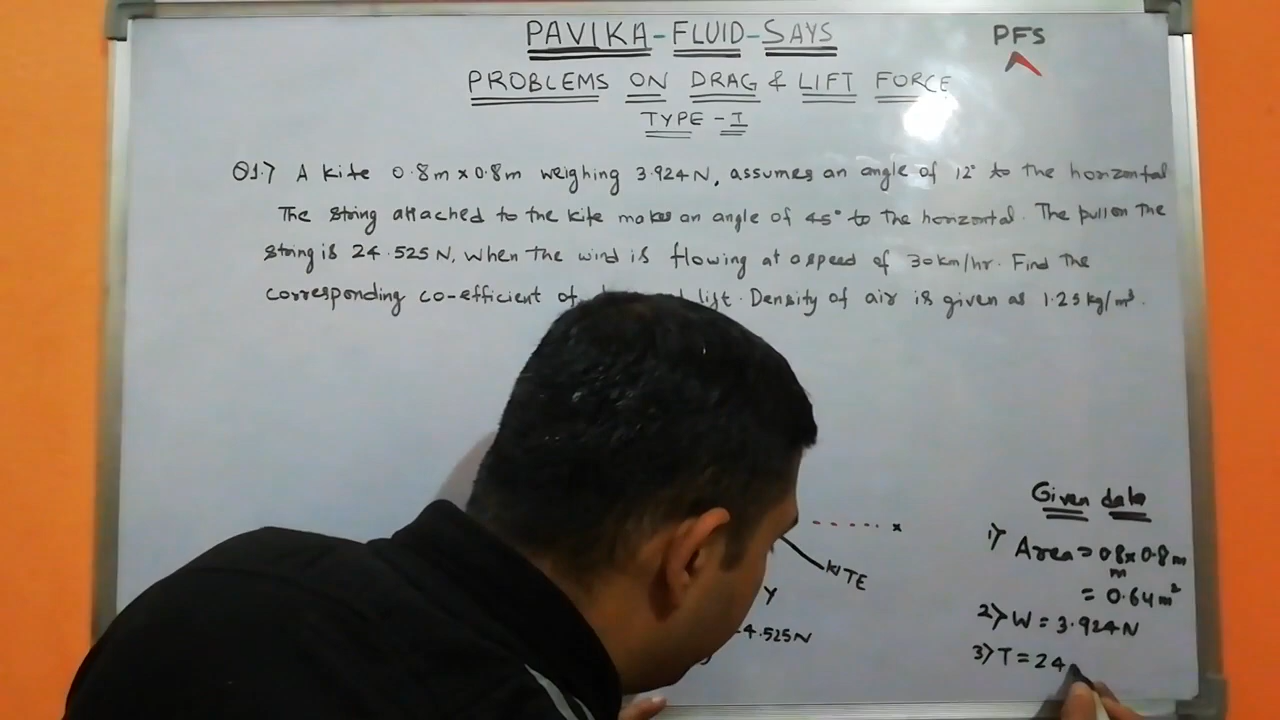 PAVIKA-FLUID-SAYS
PFS
PROBLEMS ON DRAG & LIFT FORCE
TYPE - I
Q1.7 A kite 0.8m x 0.8m weighing 3.924N, assumes an angle of 12° to the horizontal
The string attached to the kite makes an angle of 45° to the horizontal. The pull on the
string is 24.525 N, when the wind is flowing at a speed of 30 km/hr. Find the
corresponding co-efficient of lift. Density of air is given as 1.25 kg/m³.
x
KITE
Y
4.525N
Given data
1) Area = 0.8 x 0.8 m
m
= 0.64 m²
2) W = 3.924 N
3) T = 24